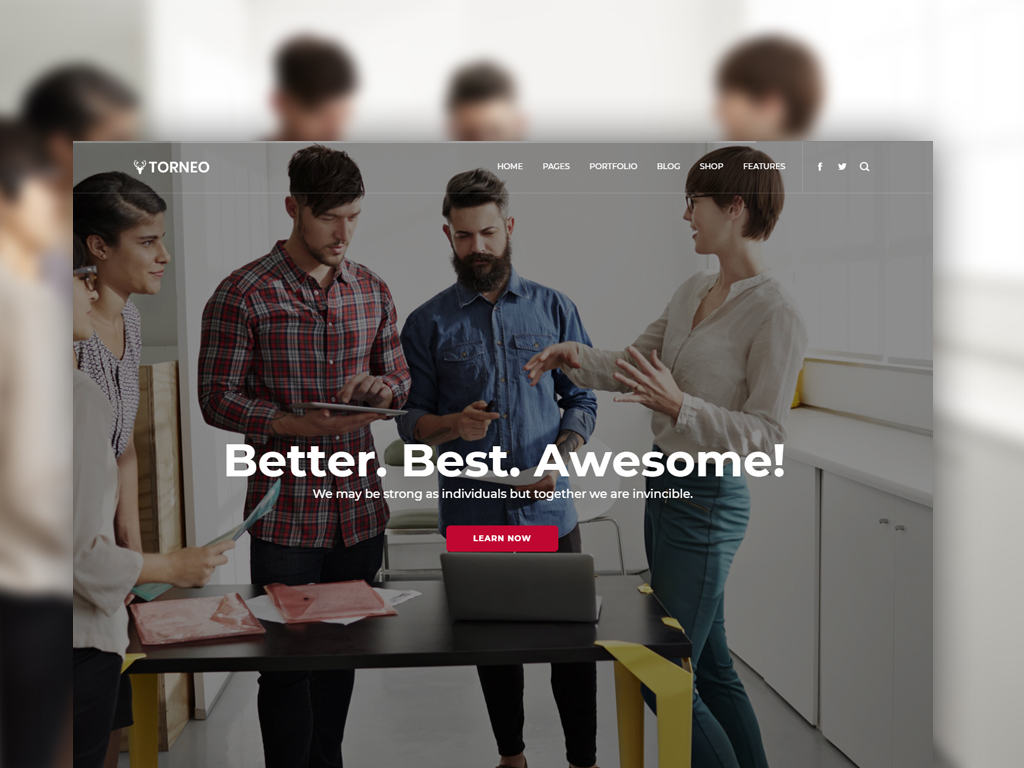 TORNEO
HOME PAGES PORTFOLIO BLOG SHOP FEATURES
Better. Best. Awesome!
We may be strong as individuals but together we are invincible.
LEARN NOW